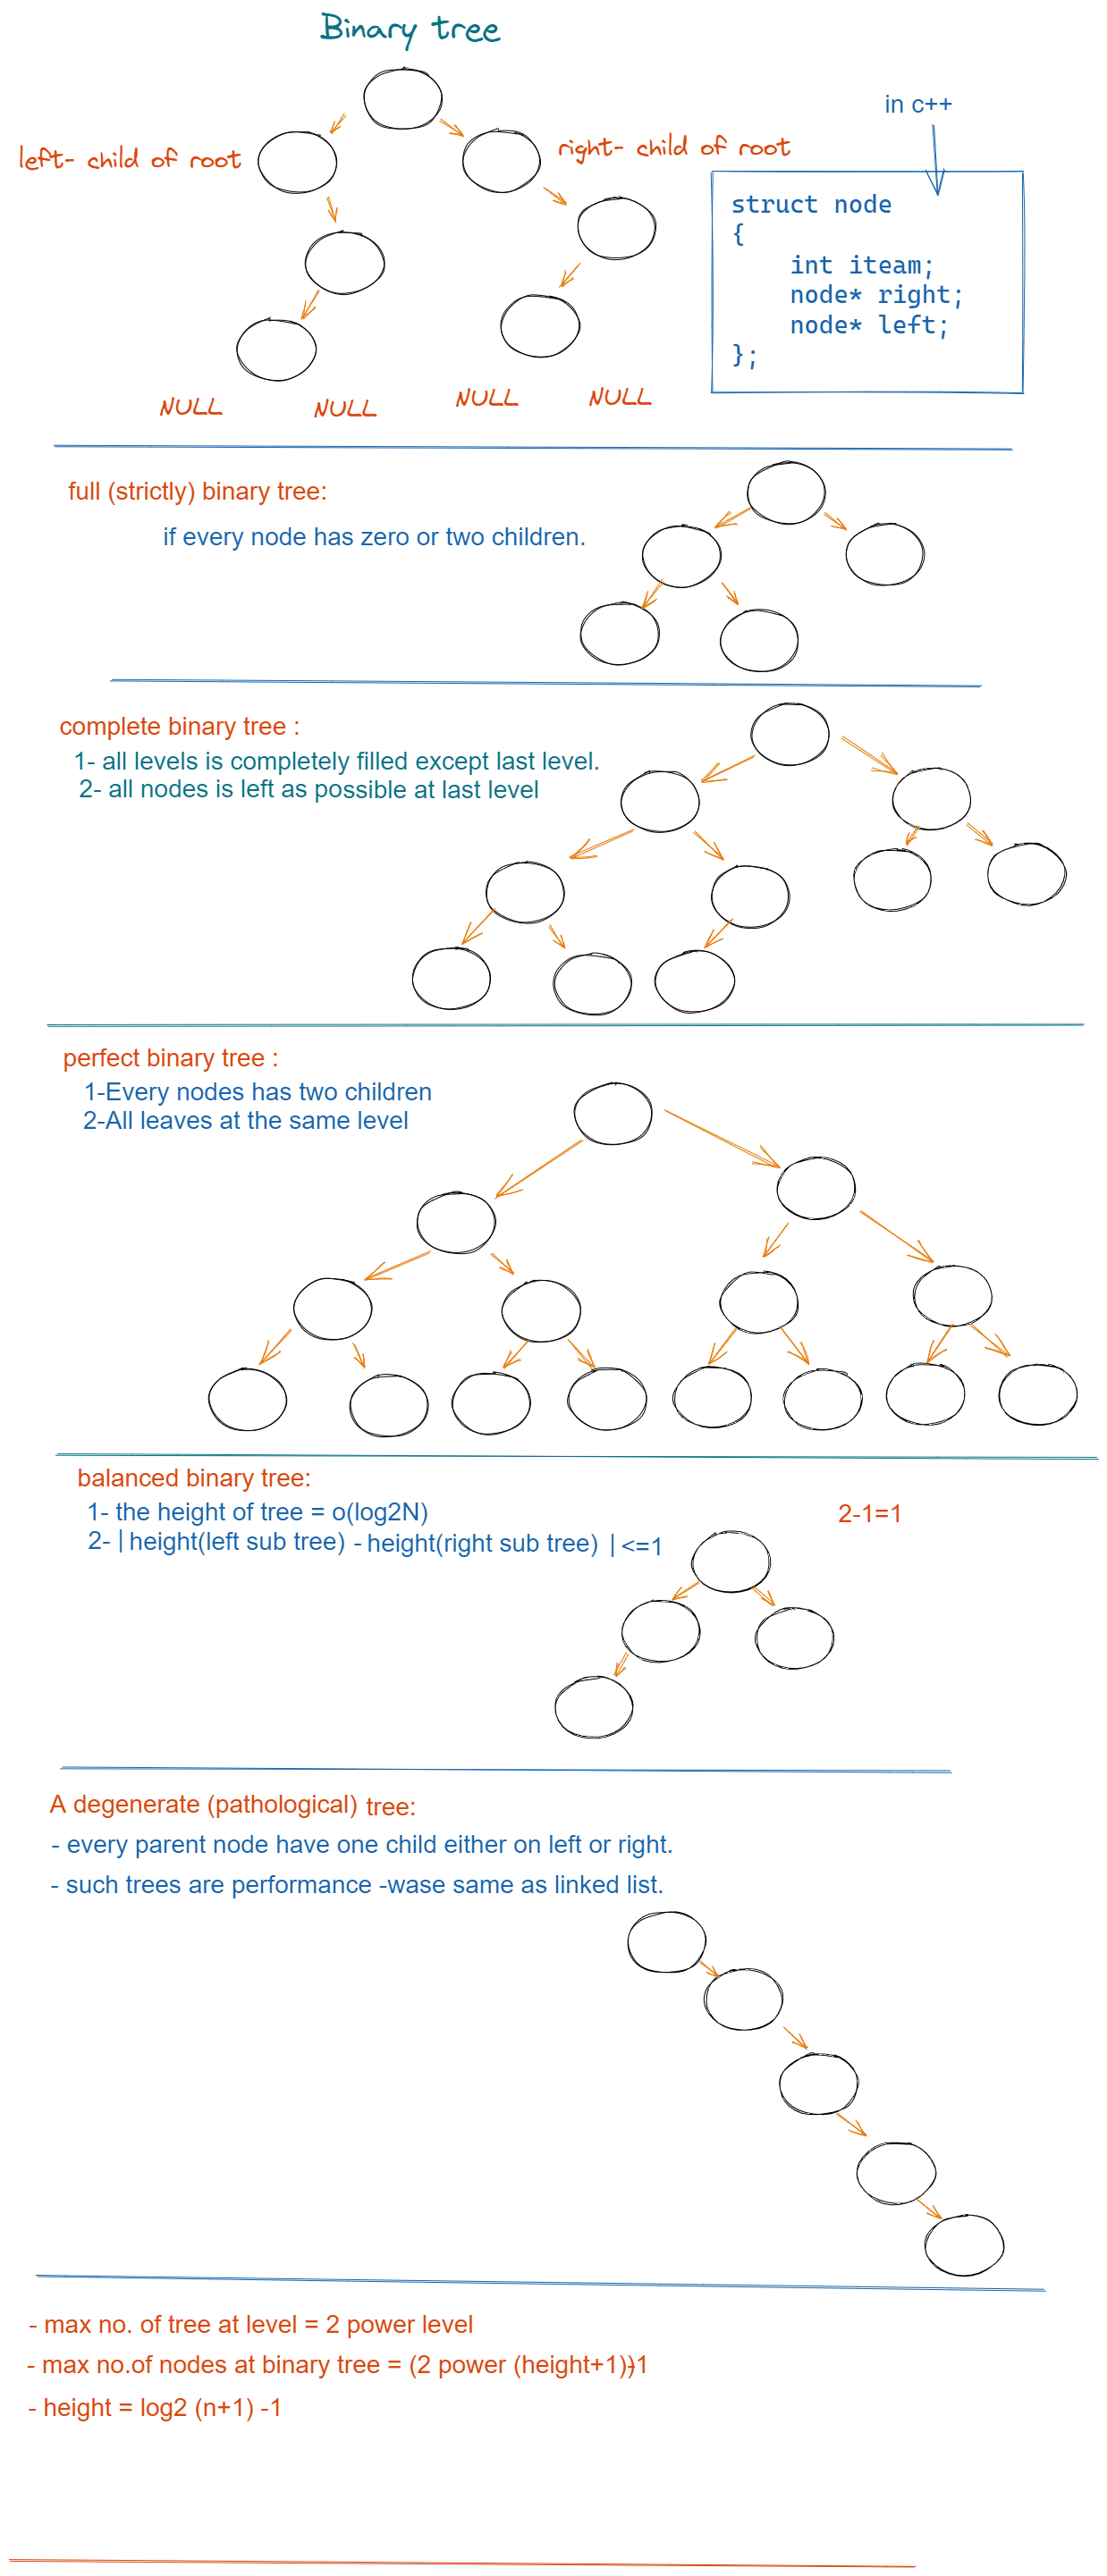 Binary tree
in c++
left- child of root
right- child of root
struct node
{
int iteam;
node* right;
node* left;
};
NULL
NULL
NULL
NULL
full (strictly) binary tree:
if every node has zero or two children.
complete binary tree :
1- all levels is completely filled except last level.
2- all nodes is left as possible at last level
perfect binary tree :
1-Every nodes has two children
2-All leaves at the same level
balanced binary tree:
1- the height of tree = o(log2N)
2-1=1
2- | height(left sub tree) - height(right sub tree) | <=1
A degenerate (pathological) tree:
- every parent node have one child either on left or right.
- such trees are performance -wase same as linked list.
- max no. of tree at level = 2 power level
- max no.of nodes at binary tree = (2 power (height+1))-1
- height = log2 (n+1) -1